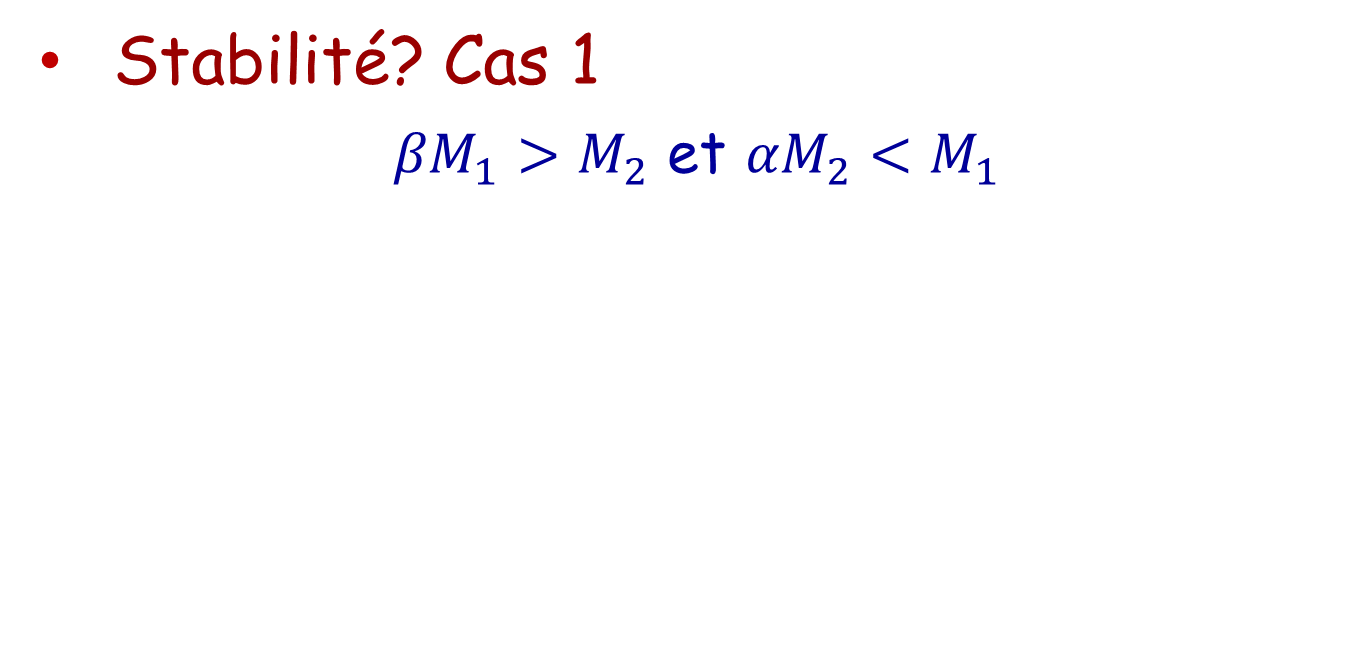 • Stabilité? Cas 1
𝛽𝑀₁ > 𝑀₂ et 𝛼𝑀₂ < 𝑀₁